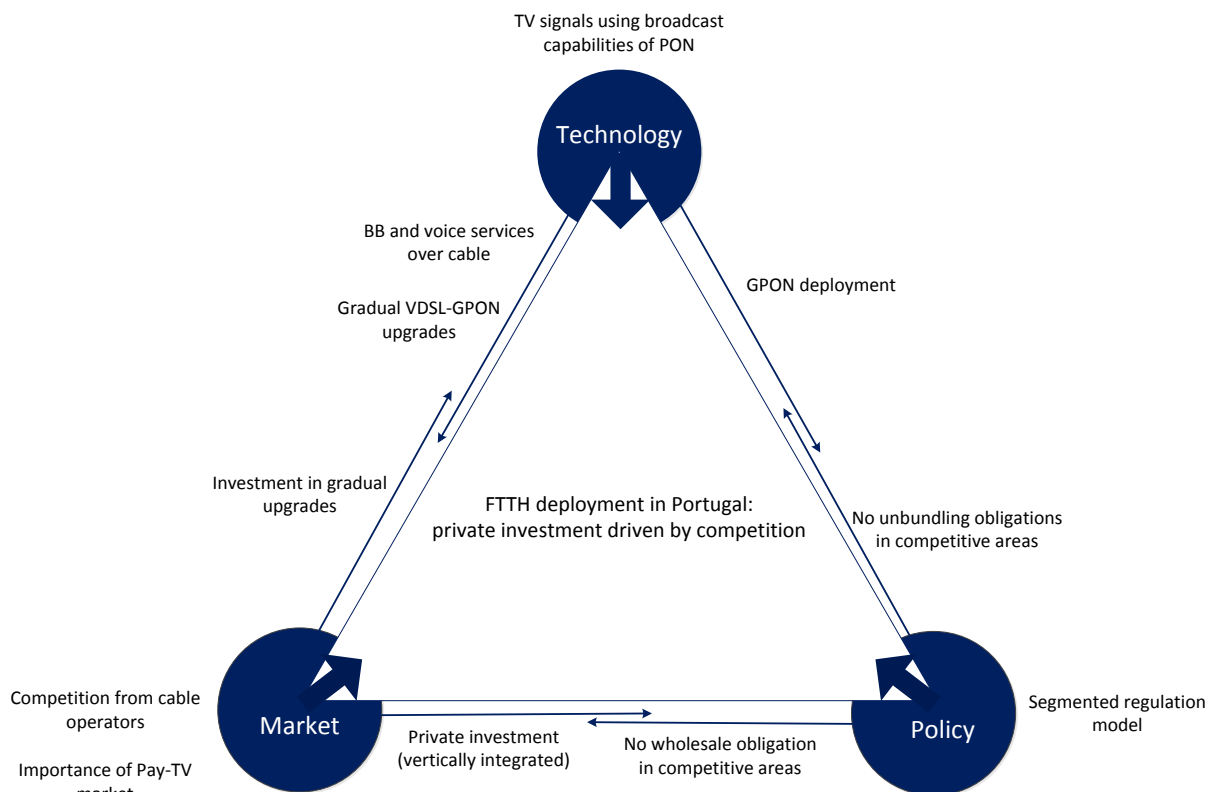 TV signals using broadcast
capabilities of PON
Technology
BB and voice services
over cable
GPON deployment
Gradual VDSL-GPON
upgrades
Investment in gradual
upgrades
FTTH deployment in Portugal:
private investment driven by competition
No unbundling obligations
in competitive areas
Competition from cable
operators
Market
Policy
Segmented regulation
model
Private investment
(vertically integrated)
No wholesale obligation
in competitive areas
Importance of Pay-TV
market